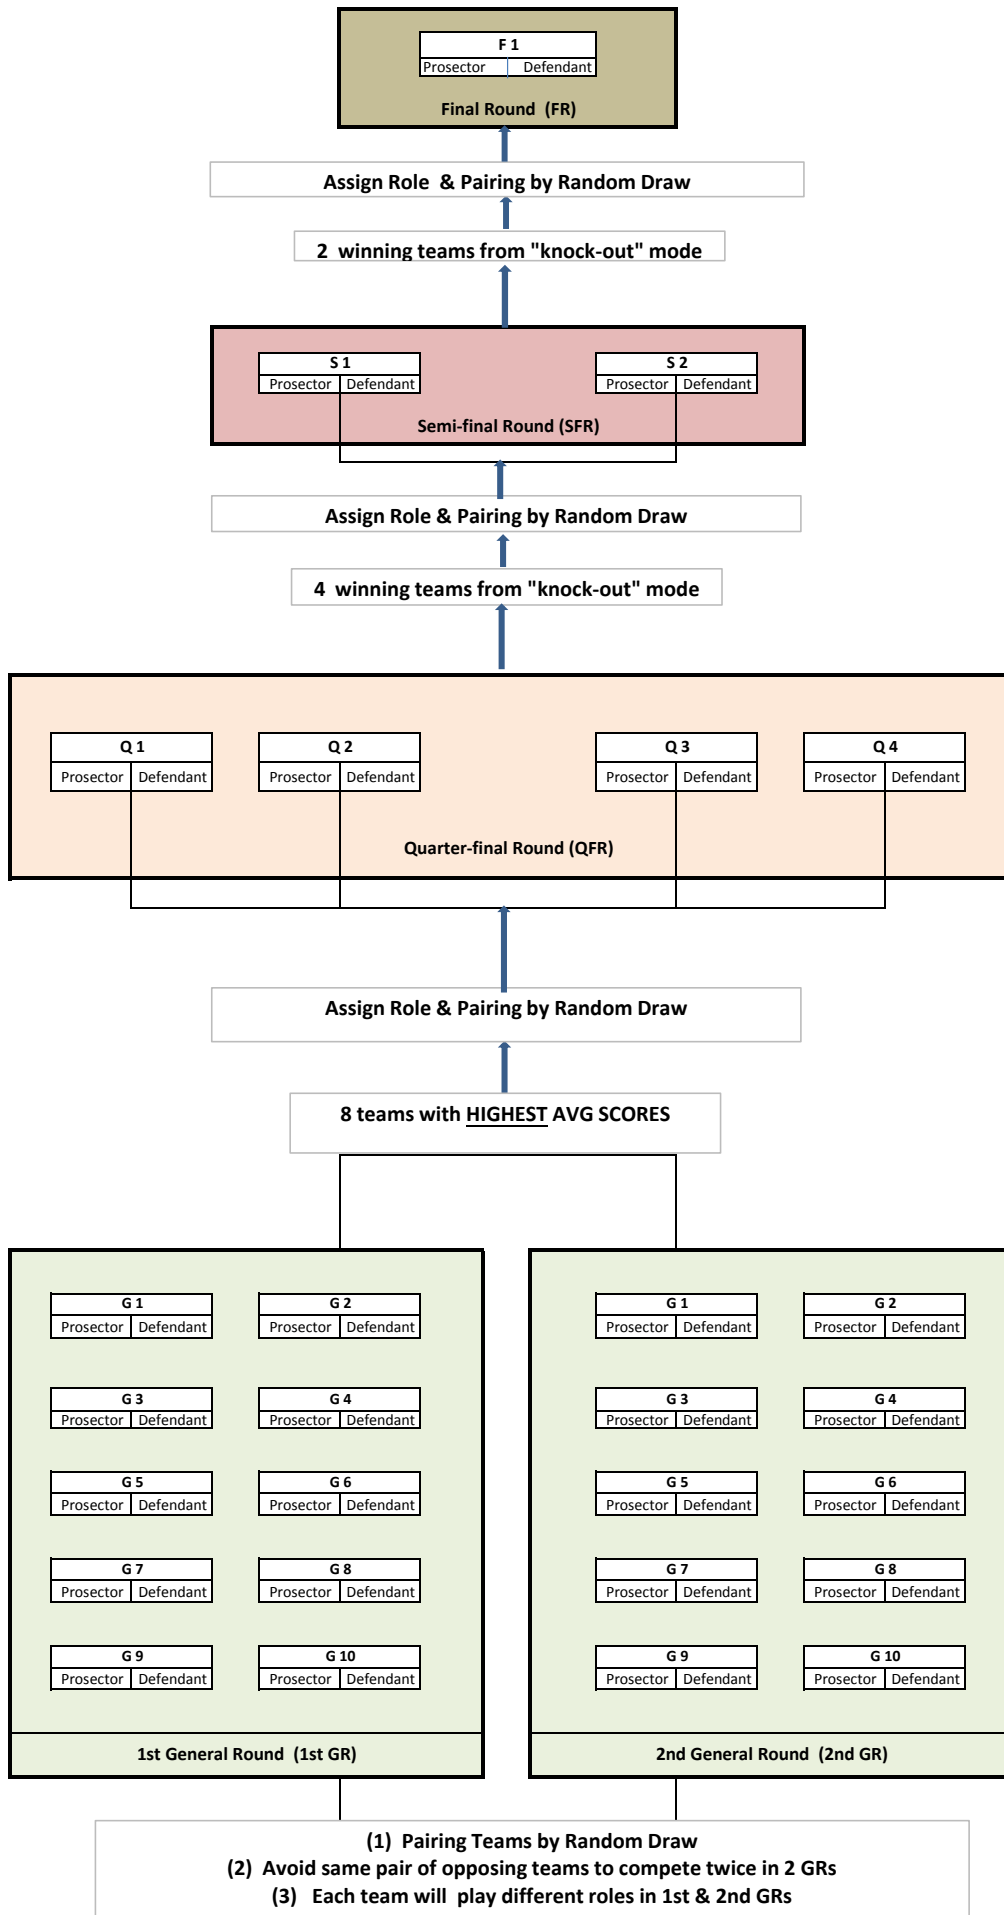 F 1
Prosector Defendant
Final Round (FR)
Assign Role & Pairing by Random Draw
2 winning teams from "knock-out" mode
S 1 S 2
Prosector Defendant Prosector Defendant
Semi-final Round (SFR)
Assign Role & Pairing by Random Draw
4 winning teams from "knock-out" mode
Q 1 Q 2 Q 3 Q 4
Prosector Defendant Prosector Defendant Prosector Defendant Prosector Defendant
Quarter-final Round (QFR)
Assign Role & Pairing by Random Draw
8 teams with HIGHEST AVG SCORES
G 1 G 2 G 1 G 2
Prosector Defendant Prosector Defendant Prosector Defendant Prosector Defendant
G 3 G 4 G 3 G 4
Prosector Defendant Prosector Defendant Prosector Defendant Prosector Defendant
G 5 G 6 G 5 G 6
Prosector Defendant Prosector Defendant Prosector Defendant Prosector Defendant
G 7 G 8 G 7 G 8
Prosector Defendant Prosector Defendant Prosector Defendant Prosector Defendant
G 9 G 10 G 9 G 10
Prosector Defendant Prosector Defendant Prosector Defendant Prosector Defendant
1st General Round (1st GR) 2nd General Round (2nd GR)
(1) Pairing Teams by Random Draw
(2) Avoid same pair of opposing teams to compete twice in 2 GRs
(3) Each team will play different roles in 1st & 2nd GRs